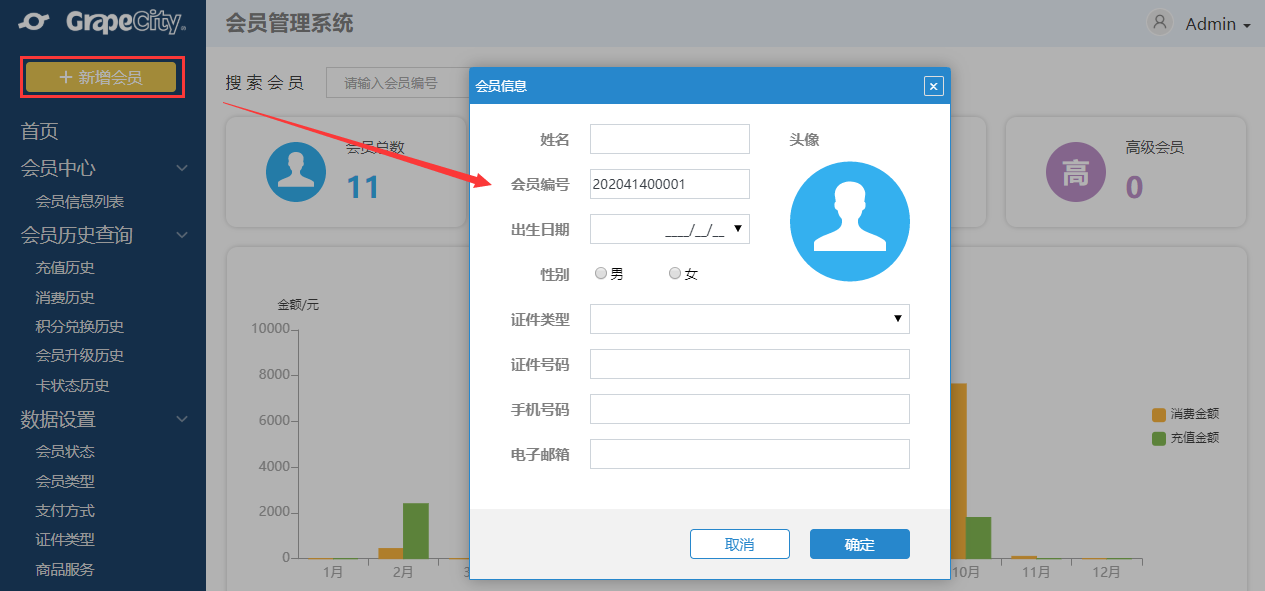 GrapeCity
会员管理系统
Admin
+ 新增会员
搜索会员
请输入会员编号
首页
会员中心
会员信息列表
会员历史查询
充值历史
消费历史
积分兑换历史
会员升级历史
卡状态历史
数据设置
会员状态
会员类型
支付方式
证件类型
商品服务
会员总数
11
高
高级会员
0
金额/元
10000
8000
6000
4000
2000
0
1月
2月
3
10月
11月
12月
消费金额
充值金额
会员信息
姓名
头像
会员编号
202041400001
出生日期
____/__/__
性别
男
女
证件类型
证件号码
手机号码
电子邮箱
取消
确定